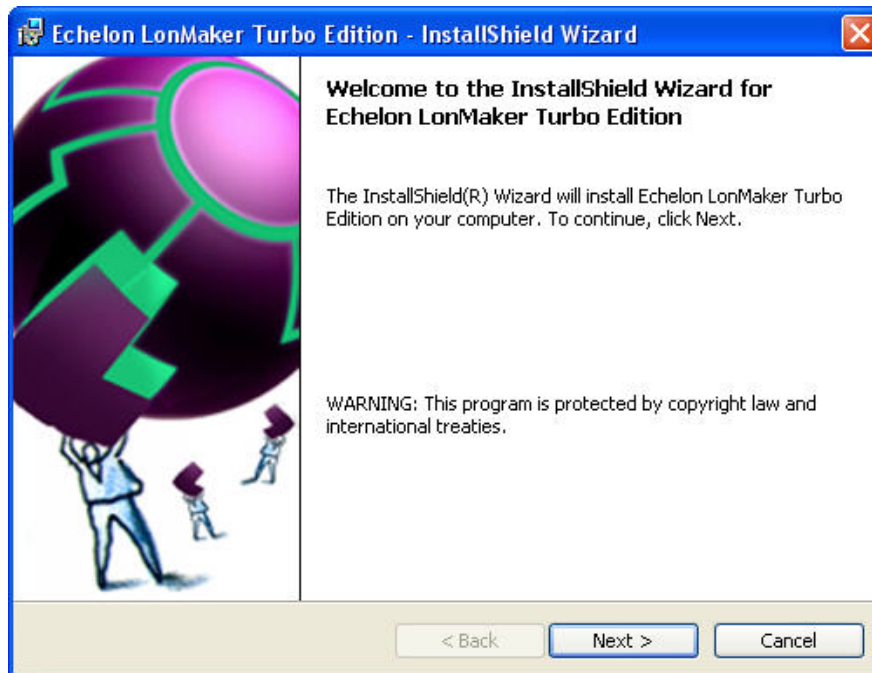 Echelon LonMaker Turbo Edition - InstallShield Wizard
Welcome to the InstallShield Wizard for
Echelon LonMaker Turbo Edition
The InstallShield(R) Wizard will install Echelon LonMaker Turbo
Edition on your computer. To continue, click Next.
WARNING: This program is protected by copyright law and
international treaties.
< Back
Next >
Cancel